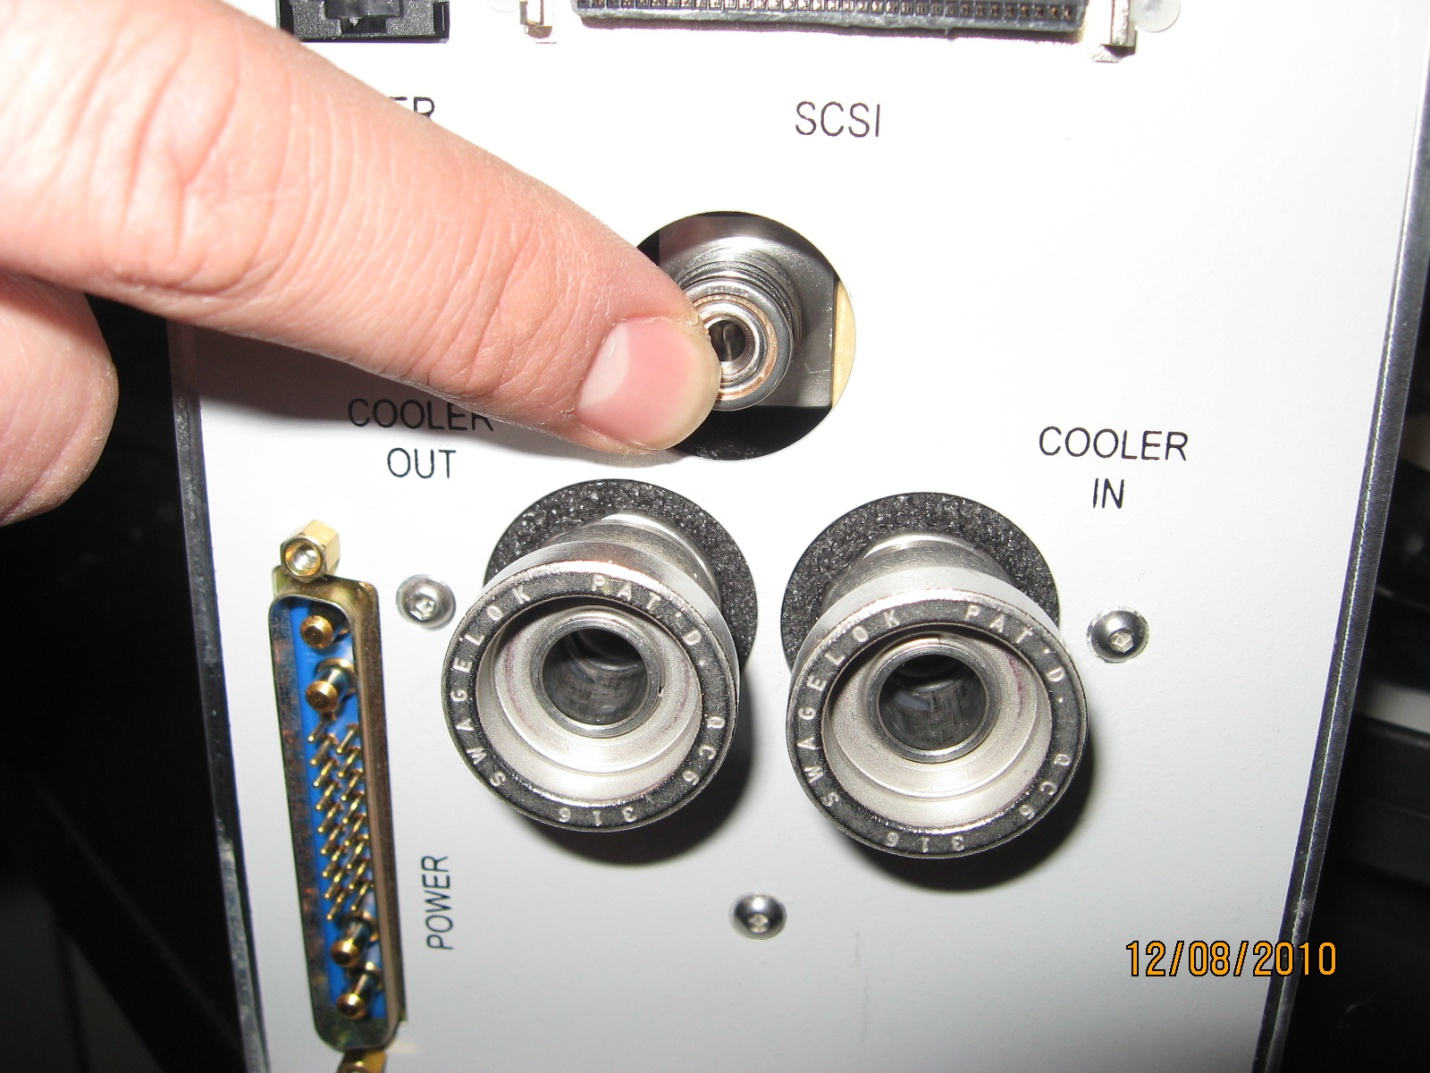 SCSI
COOLER
OUT
COOLER
IN
SWAGELOK PAT'D. QC6 316
SWAGELOK PAT'D. QC6 316
POWER
12/08/2010